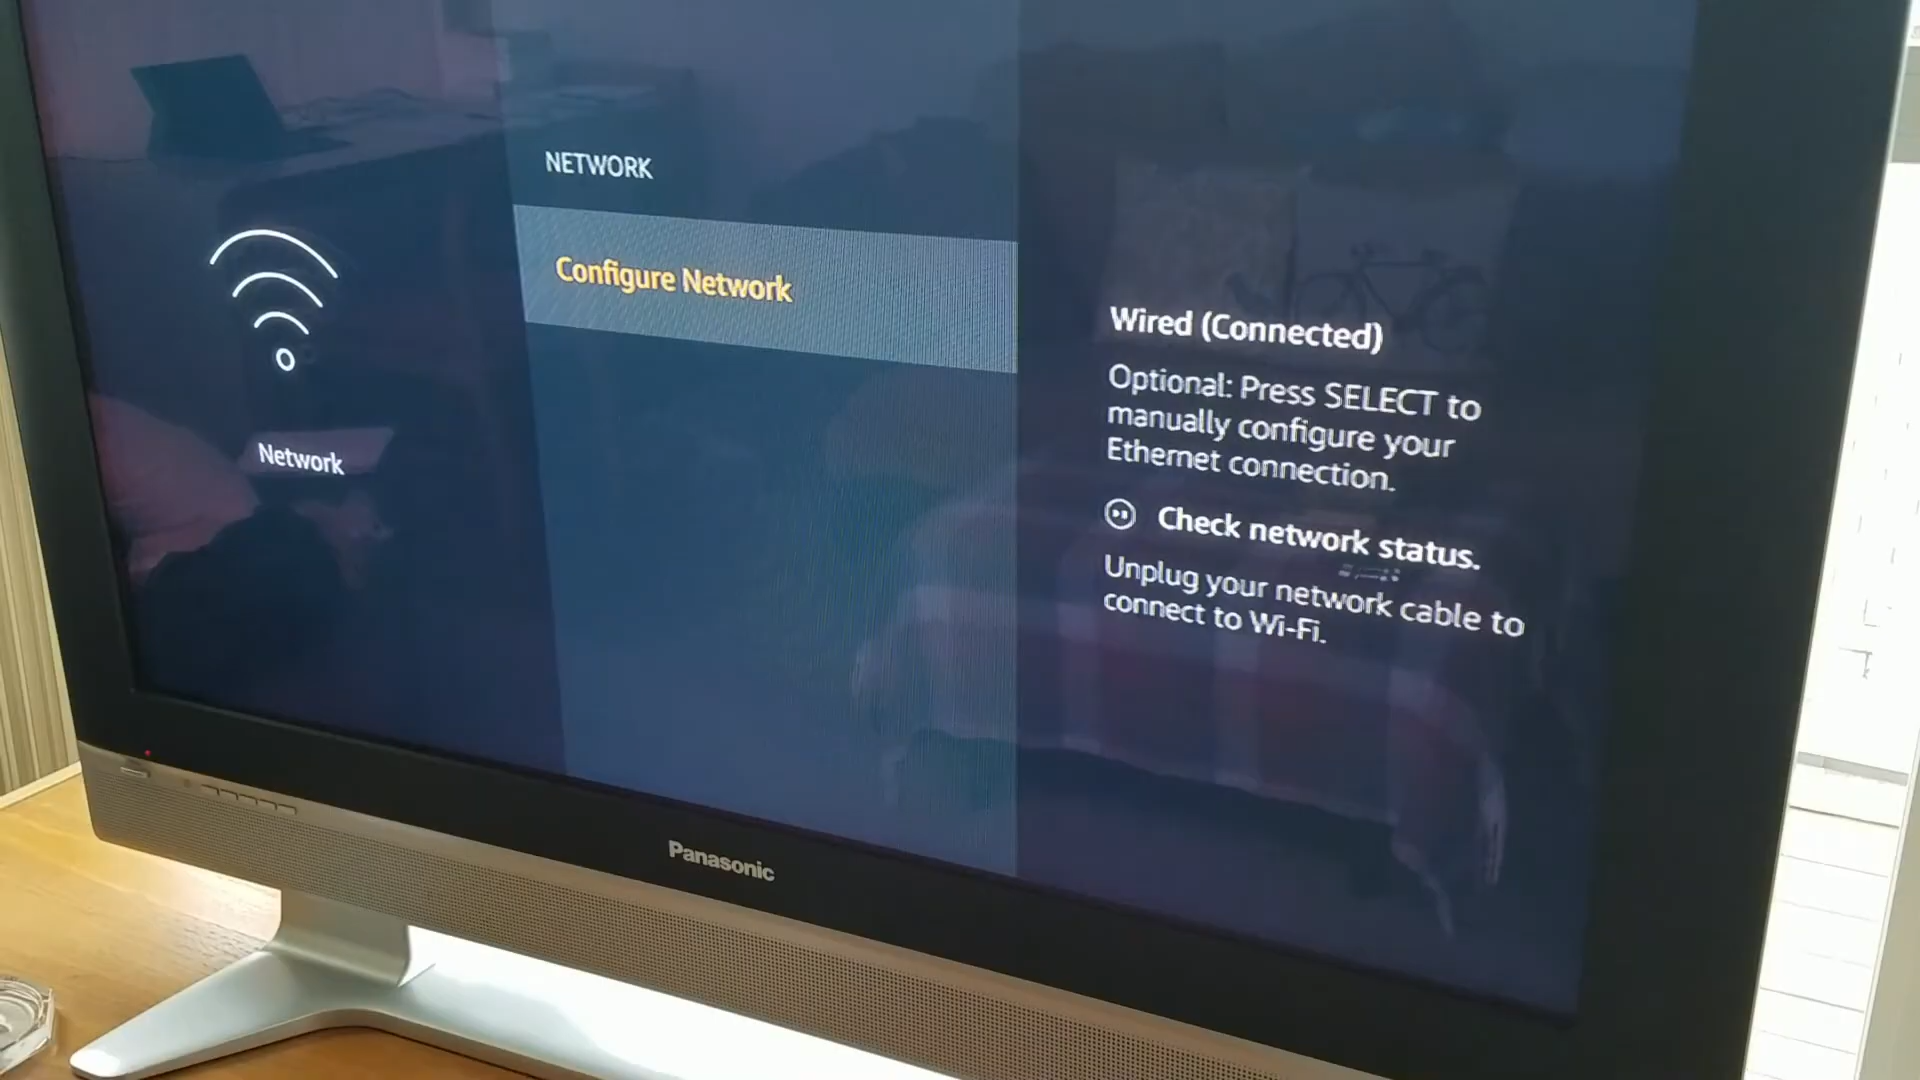 NETWORK
Configure Network
Network
Wired (Connected)
Optional: Press SELECT to
manually configure your
Ethernet connection.
Check network status.
Unplug your network cable to
connect to Wi-Fi.
Panasonic